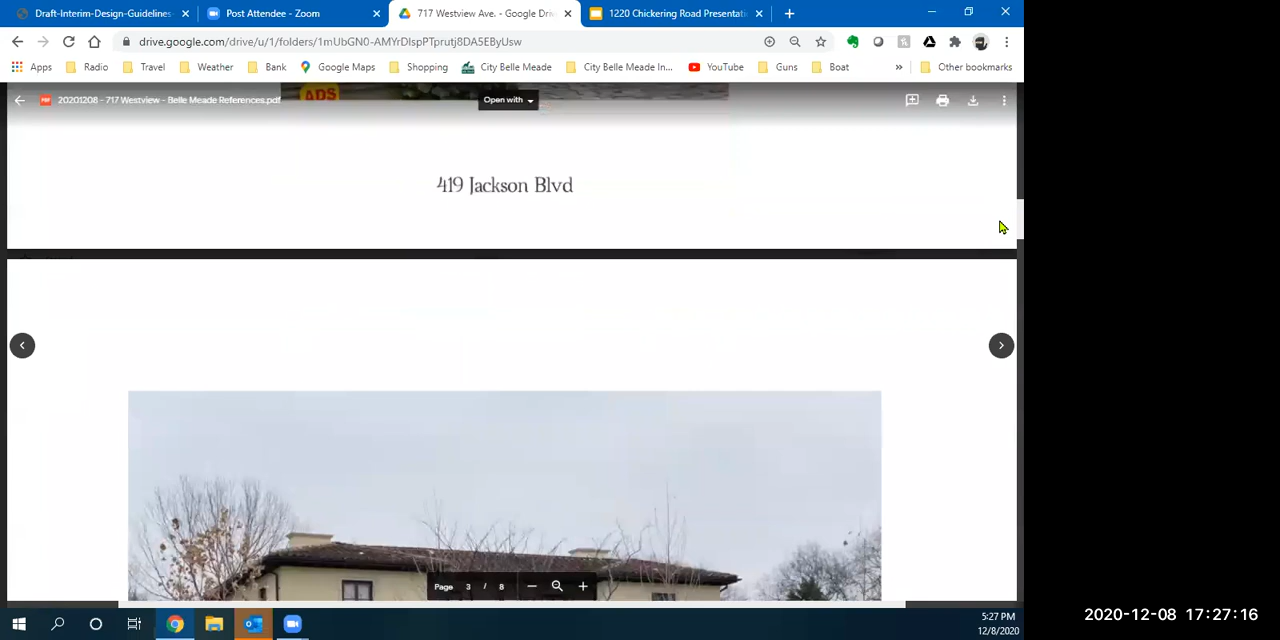 Draft-Interim-Design-Guidelines
Post Attendee - Zoom
717 Westview Ave. - Google Driv
1220 Chickering Road Presentati
drive.google.com/drive/u/1/folders/1mUbGN0-AMYrDlspPTprutj8DA5EByUsw
Apps Radio Travel Weather Bank Google Maps Shopping City Belle Meade City Belle Meade In... YouTube Guns Boat » Other bookmarks
20201208 - 717 Westview - Belle Meade References.pdf
Open with
ADS
419 Jackson Blvd
Page 3 / 8
5:27 PM
12/8/2020
2020-12-08 17:27:16